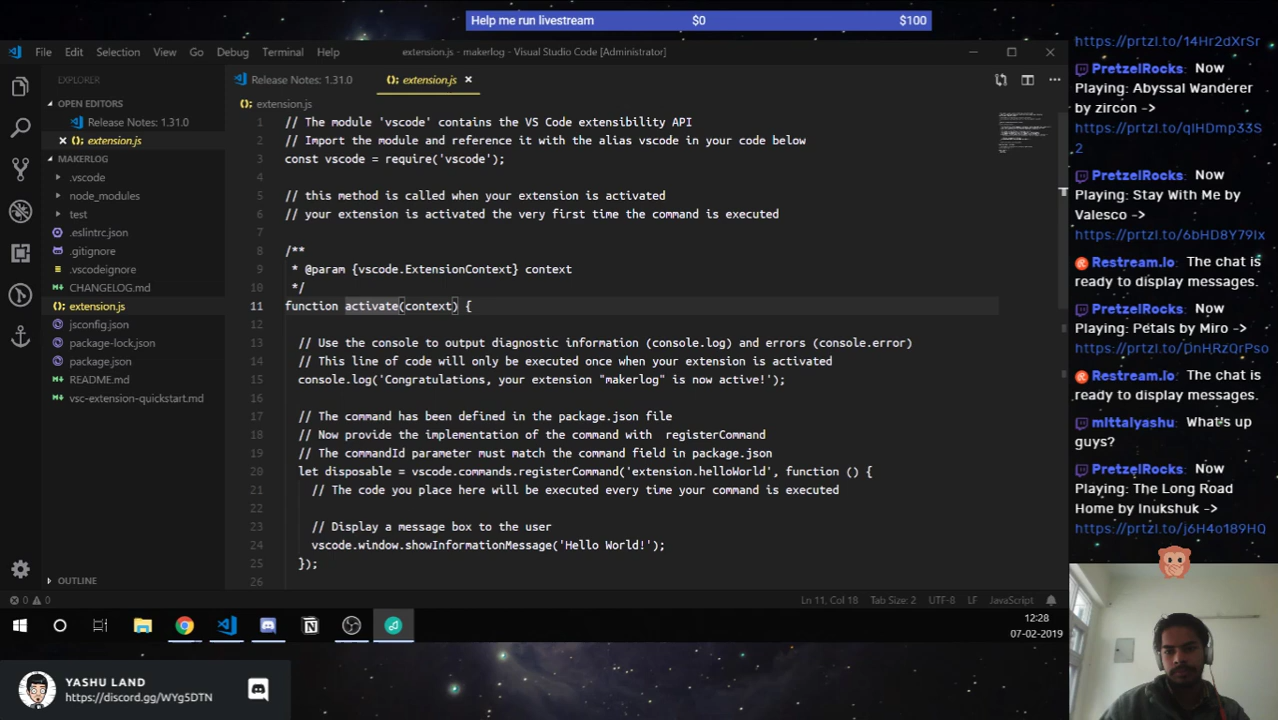 Help me run livestream $0 $100
File Edit Selection View Go Debug Terminal Help extension.js - makerlog - Visual Studio Code [Administrator]
EXPLORER
OPEN EDITORS
Release Notes: 1.31.0
extension.js
MAKERLOG
.vscode
node_modules
test
.eslintrc.json
.gitignore
.vscodeignore
CHANGELOG.md
extension.js
jsconfig.json
package-lock.json
package.json
README.md
vsc-extension-quickstart.md
OUTLINE
Release Notes: 1.31.0 extension.js
extension.js
1 // The module 'vscode' contains the VS Code extensibility API
2 // Import the module and reference it with the alias vscode in your code below
3 const vscode = require('vscode');
4
5 // this method is called when your extension is activated
6 // your extension is activated the very first time the command is executed
7
8 /**
9 * @param {vscode.ExtensionContext} context
10 */
11 function activate(context) {
12
13 // Use the console to output diagnostic information (console.log) and errors (console.error)
14 // This line of code will only be executed once when your extension is activated
15 console.log('Congratulations, your extension "makerlog" is now active!');
16
17 // The command has been defined in the package.json file
18 // Now provide the implementation of the command with  registerCommand
19 // The commandId parameter must match the command field in package.json
20 let disposable = vscode.commands.registerCommand('extension.helloWorld', function () {
21 // The code you place here will be executed every time your command is executed
22
23 // Display a message box to the user
24 vscode.window.showInformationMessage('Hello World!');
25 });
26
0 0 Ln 11, Col 18 Tab Size: 2 UTF-8 LF JavaScript
12:28
07-02-2019
YASHU LAND
https://discord.gg/WYg5DTN
https://prtzl.to/14Hr2dXrSr
PretzelRocks: Now
Playing: Abyssal Wanderer
by zircon ->
https://prtzl.to/qIHDmp33S
2
PretzelRocks: Now
Playing: Stay With Me by
Valesco ->
https://prtzl.to/6bHD8Y79Ix
Restream.io: The chat is
ready to display messages.
PretzelRocks: Now
Playing: Petals by Miro ->
https://prtzl.to/DnHRzQrPso
Restream.io: The chat is
ready to display messages.
mittalyashu: What's up
guys?
PretzelRocks: Now
Playing: The Long Road
Home by Inukshuk ->
https://prtzl.to/j6H4o189HQ